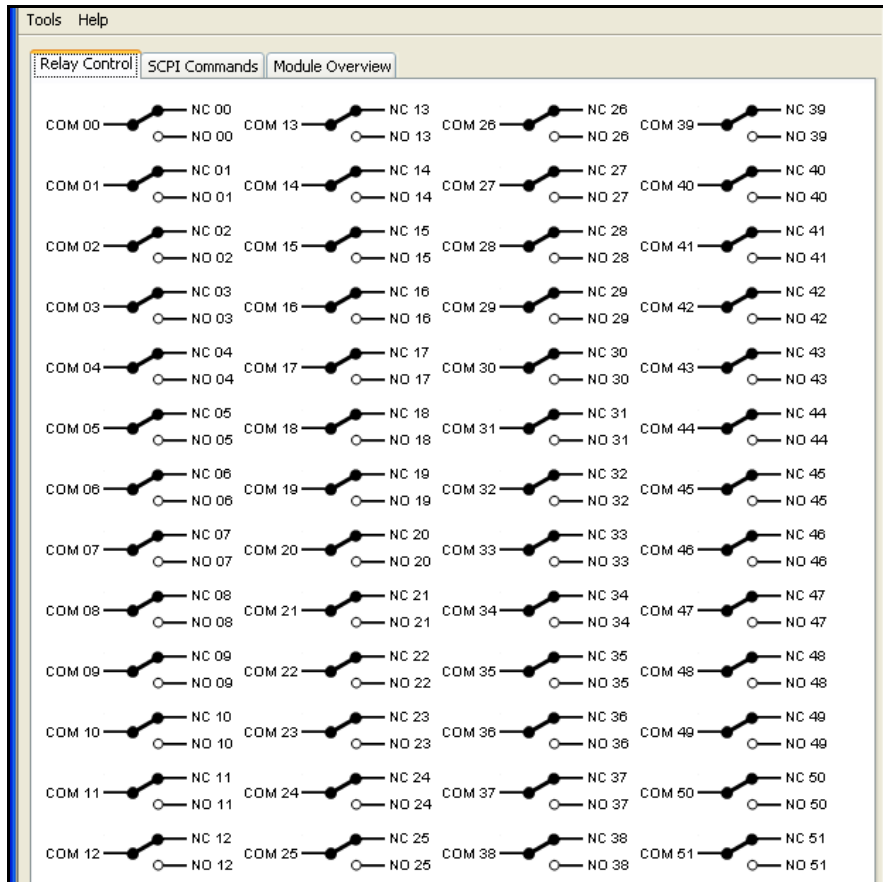 Tools Help
Relay Control SCPI Commands Module Overview
NC 00 NC 13 NC 26 NC 39
COM 00 COM 13 COM 26 COM 39
NO 00 NO 13 NO 26 NO 39
NC 01 NC 14 NC 27 NC 40
COM 01 COM 14 COM 27 COM 40
NO 01 NO 14 NO 27 NO 40
NC 02 NC 15 NC 28 NC 41
COM 02 COM 15 COM 28 COM 41
NO 02 NO 15 NO 28 NO 41
NC 03 NC 16 NC 29 NC 42
COM 03 COM 16 COM 29 COM 42
NO 03 NO 16 NO 29 NO 42
NC 04 NC 17 NC 30 NC 43
COM 04 COM 17 COM 30 COM 43
NO 04 NO 17 NO 30 NO 43
NC 05 NC 18 NC 31 NC 44
COM 05 COM 18 COM 31 COM 44
NO 05 NO 18 NO 31 NO 44
NC 06 NC 19 NC 32 NC 45
COM 06 COM 19 COM 32 COM 45
NO 06 NO 19 NO 32 NO 45
NC 07 NC 20 NC 33 NC 46
COM 07 COM 20 COM 33 COM 46
NO 07 NO 20 NO 33 NO 46
NC 08 NC 21 NC 34 NC 47
COM 08 COM 21 COM 34 COM 47
NO 08 NO 21 NO 34 NO 47
NC 09 NC 22 NC 35 NC 48
COM 09 COM 22 COM 35 COM 48
NO 09 NO 22 NO 35 NO 48
NC 10 NC 23 NC 36 NC 49
COM 10 COM 23 COM 36 COM 49
NO 10 NO 23 NO 36 NO 49
NC 11 NC 24 NC 37 NC 50
COM 11 COM 24 COM 37 COM 50
NO 11 NO 24 NO 37 NO 50
NC 12 NC 25 NC 38 NC 51
COM 12 COM 25 COM 38 COM 51
NO 12 NO 25 NO 38 NO 51